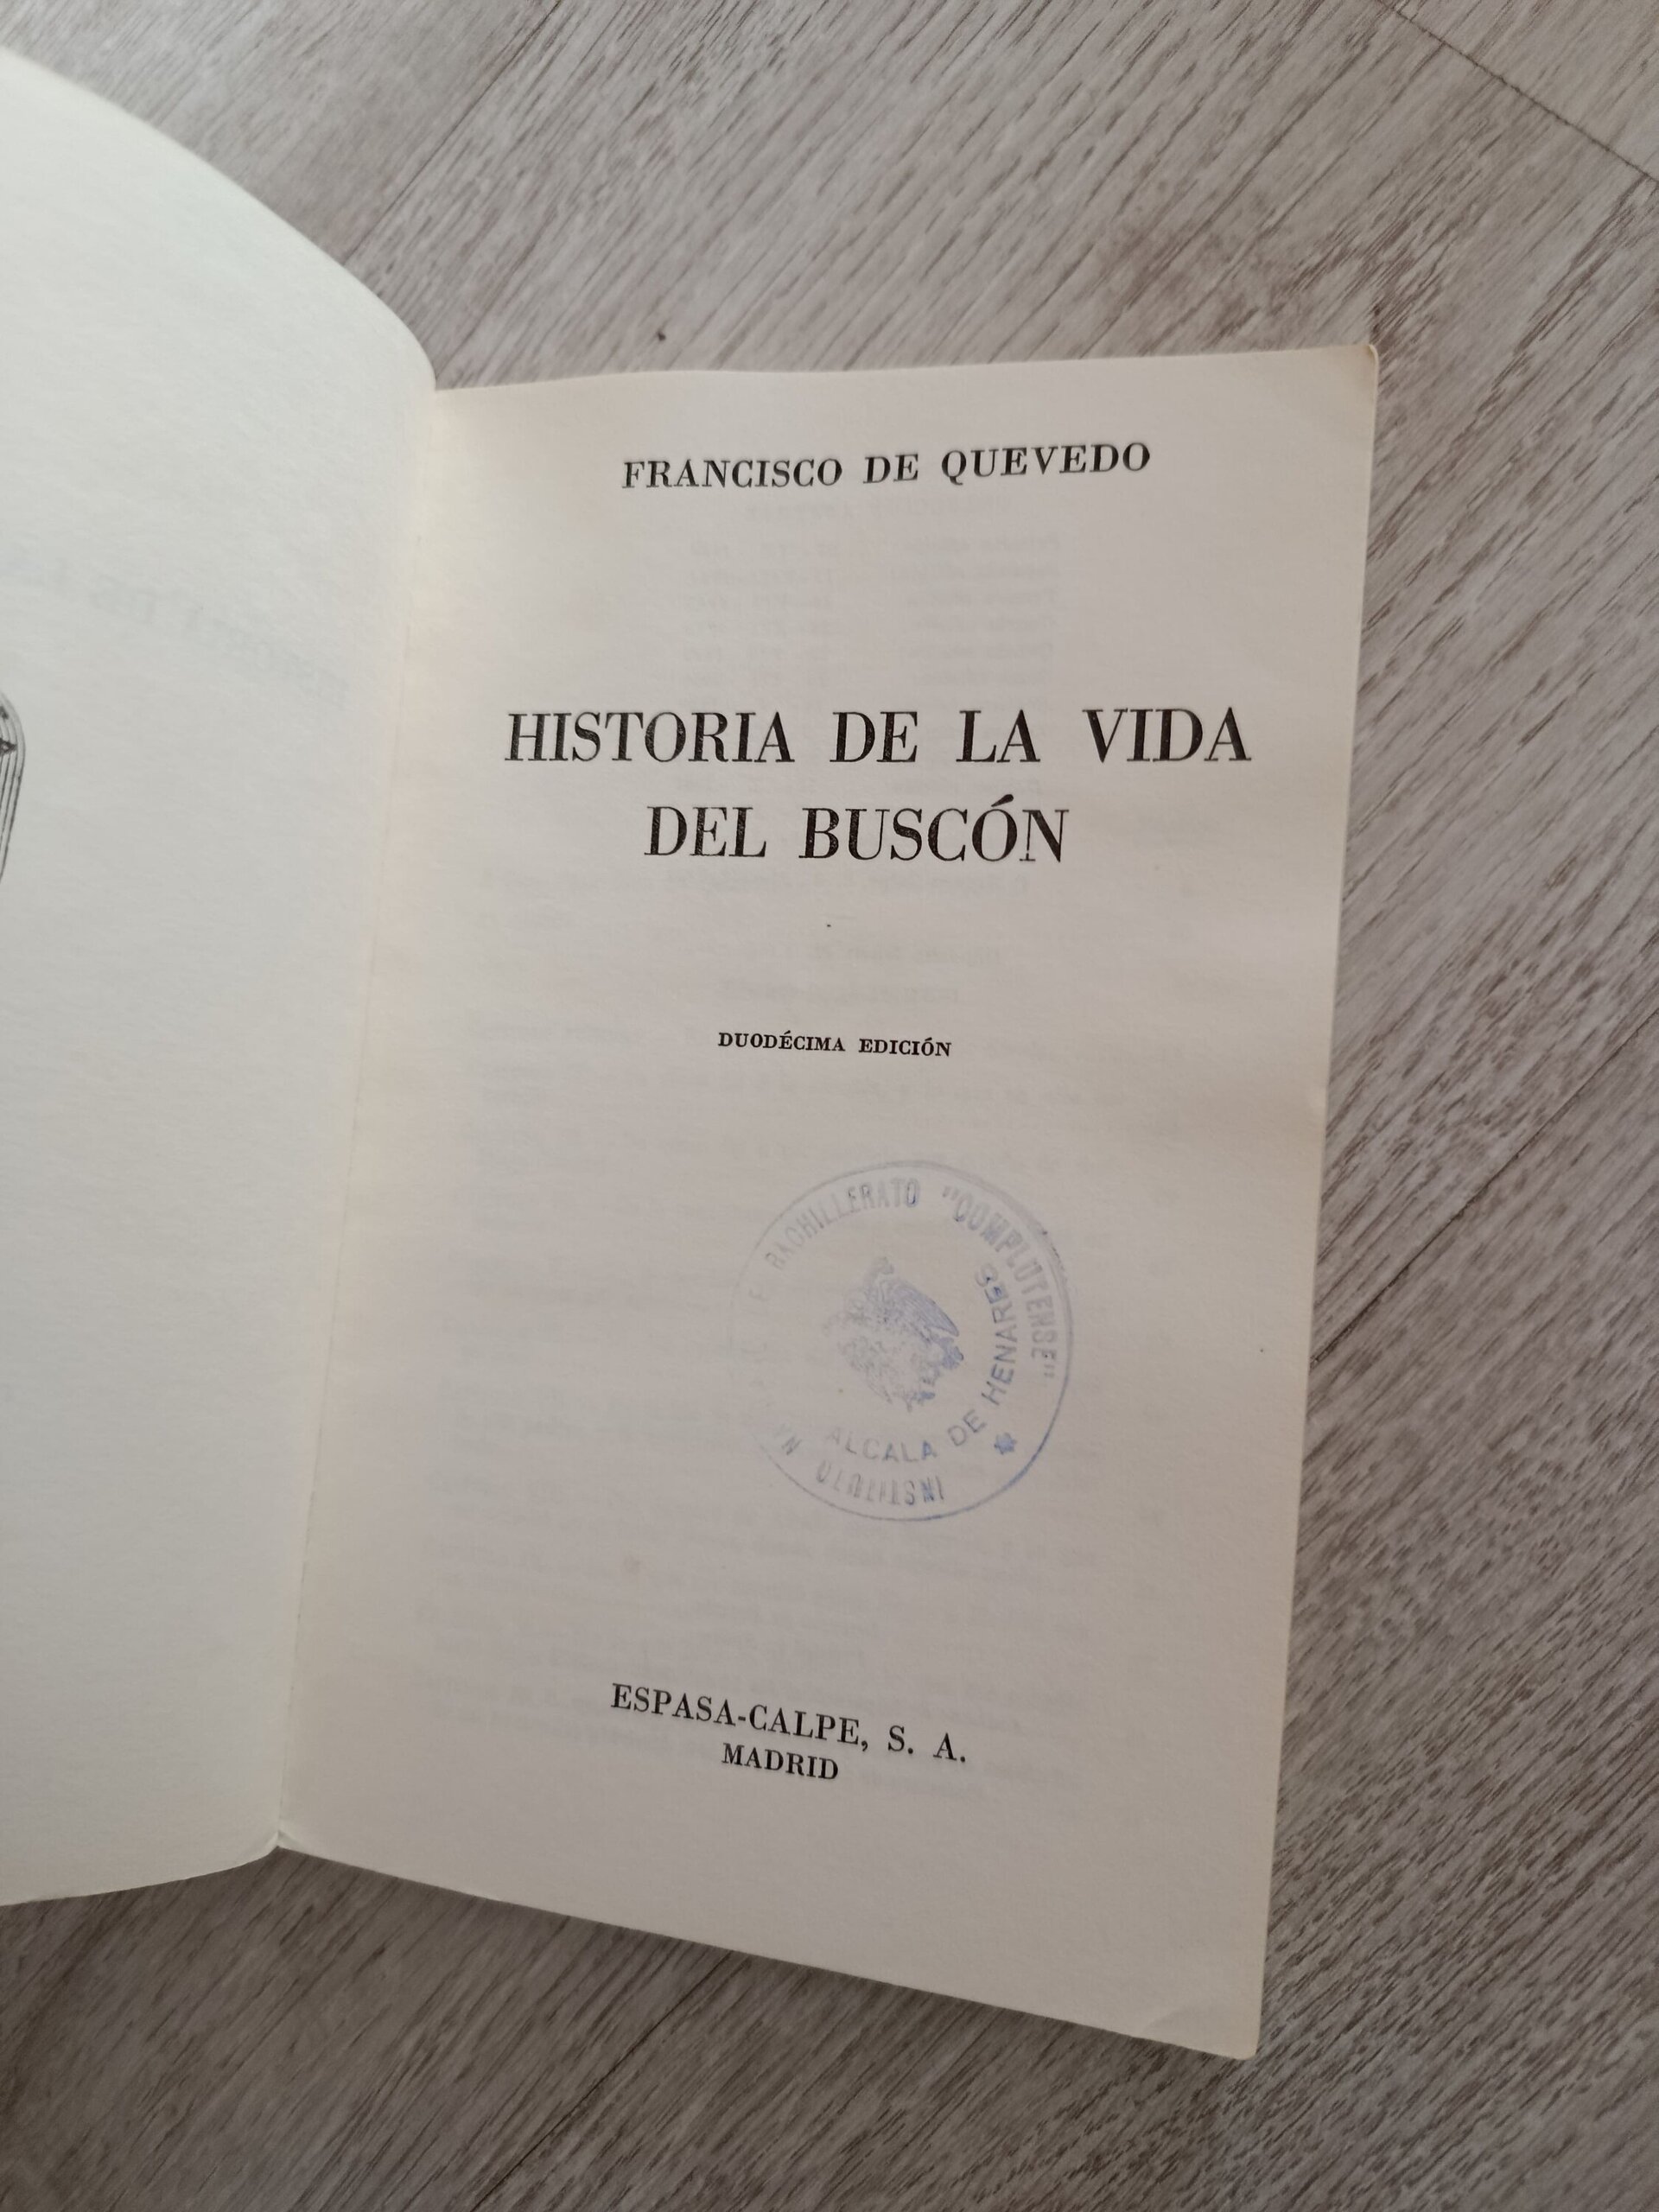 FRANCISCO DE QUEVEDO
HISTORIA DE LA VIDA
DEL BUSCÓN
DUODÉCIMA EDICIÓN
INSTITUTO
BACHILLERATO "COMPLUTENSE"
ALCALA DE HENARES
ESPASA-CALPE, S. A.
MADRID